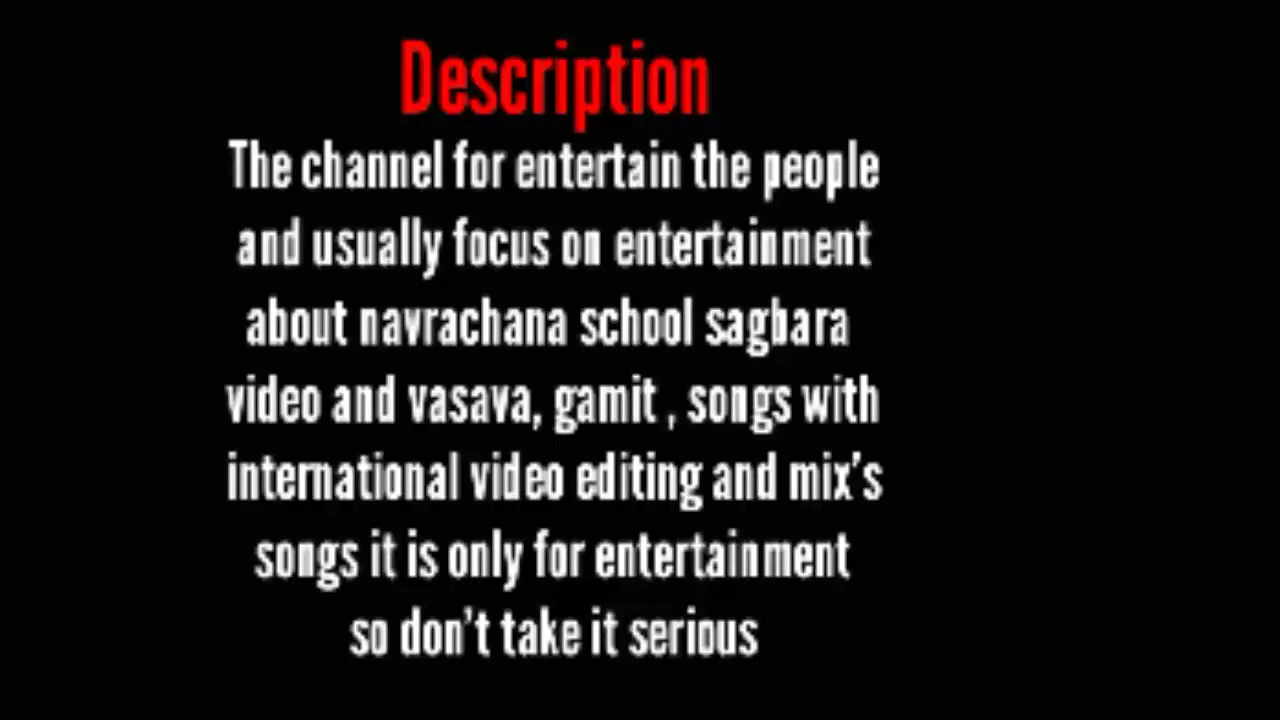 Description
The channel for entertain the people
and usually focus on entertainment
about navrachana school sagbara
video and vasava, gamit , songs with
international video editing and mix's
songs it is only for entertainment
so don't take it serious